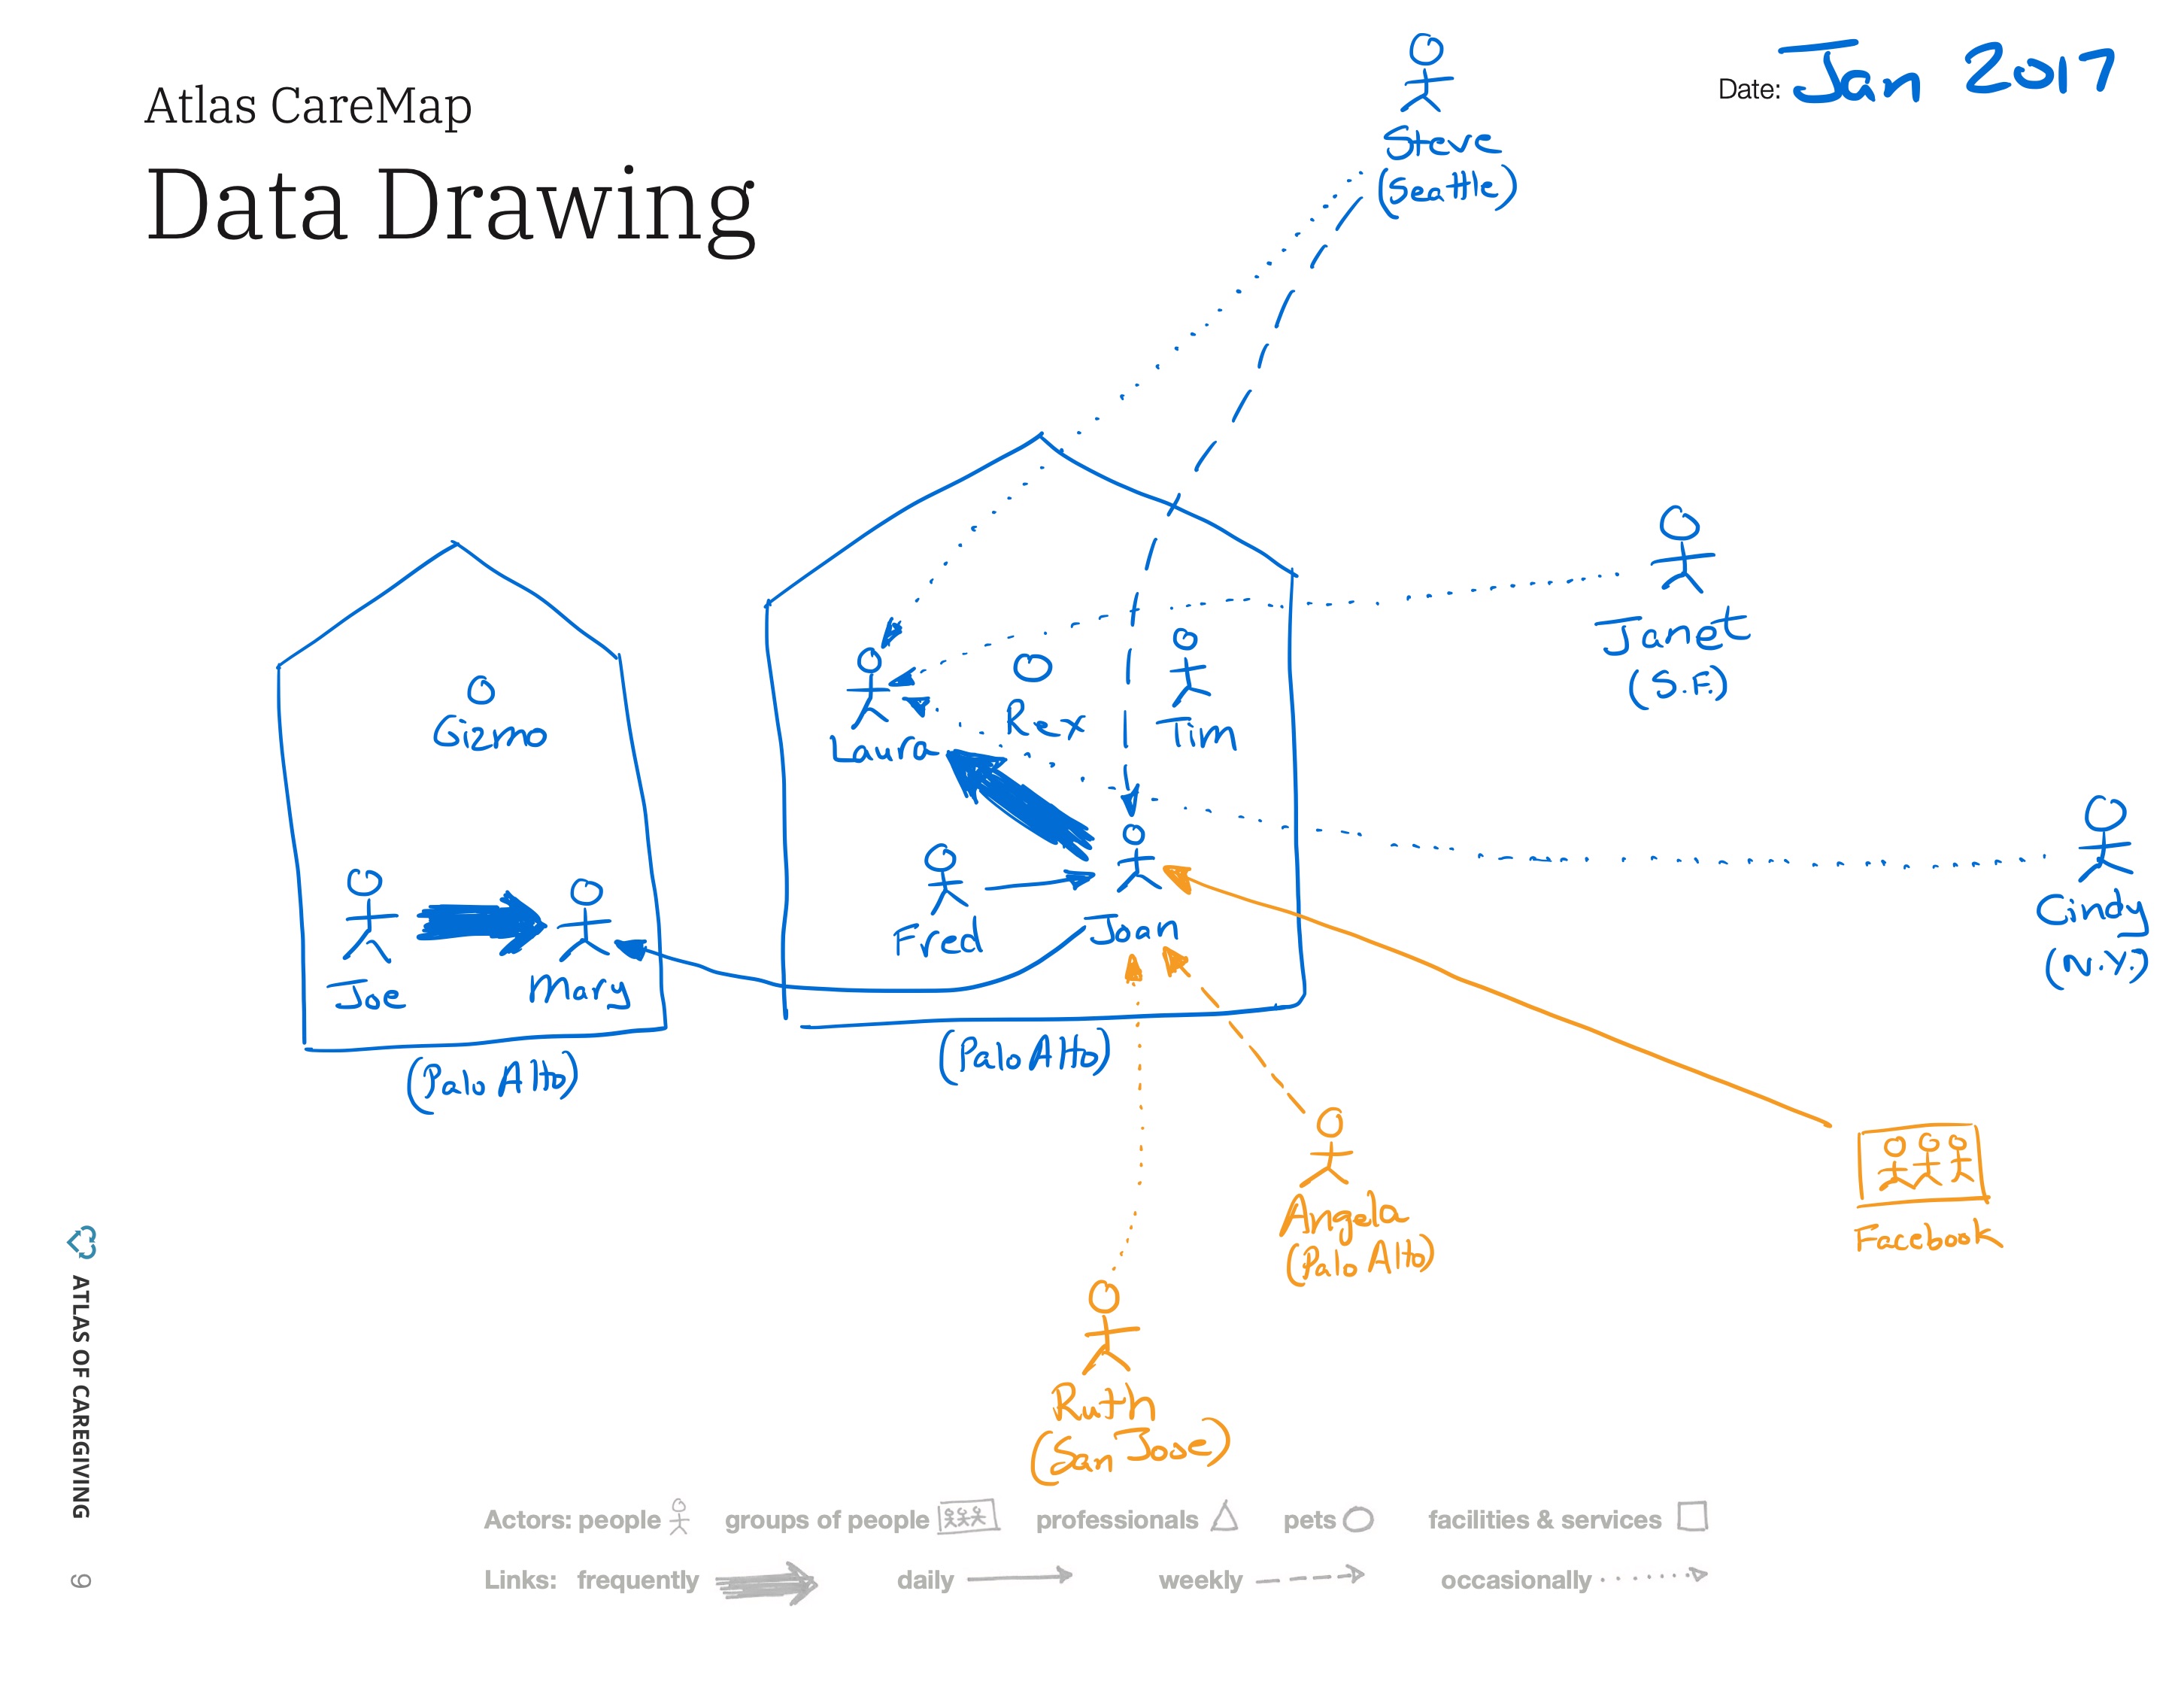 Atlas CareMap
Data Drawing
Date: Jan 2017
Steve
(Seattle)
Janet
(S.F.)
Gizmo
Laura
Rex
Tim
Cindy
(N.Y.)
Joe
Mary
Fred
Joan
(Palo Alto)
(Palo Alto)
Angela
(Palo Alto)
Facebook
Ruth
(San Jose)
Actors: people groups of people professionals pets facilities & services
Links: frequently daily weekly occasionally
ATLAS OF CAREGIVING
9